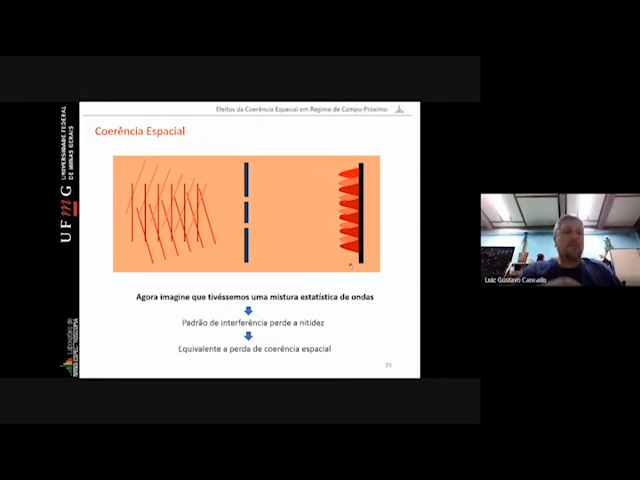 Efeitos da Coerência Espacial em Regime de Campo-Próximo
Coerência Espacial
UNIVERSIDADE FEDERAL
DE MINAS GERAIS
UFmG
Agora imagine que tivéssemos uma mistura estatística de ondas
Padrão de interferência perde a nitidez
Equivalente a perda de coerência espacial
25
Luiz Gustavo Cançado